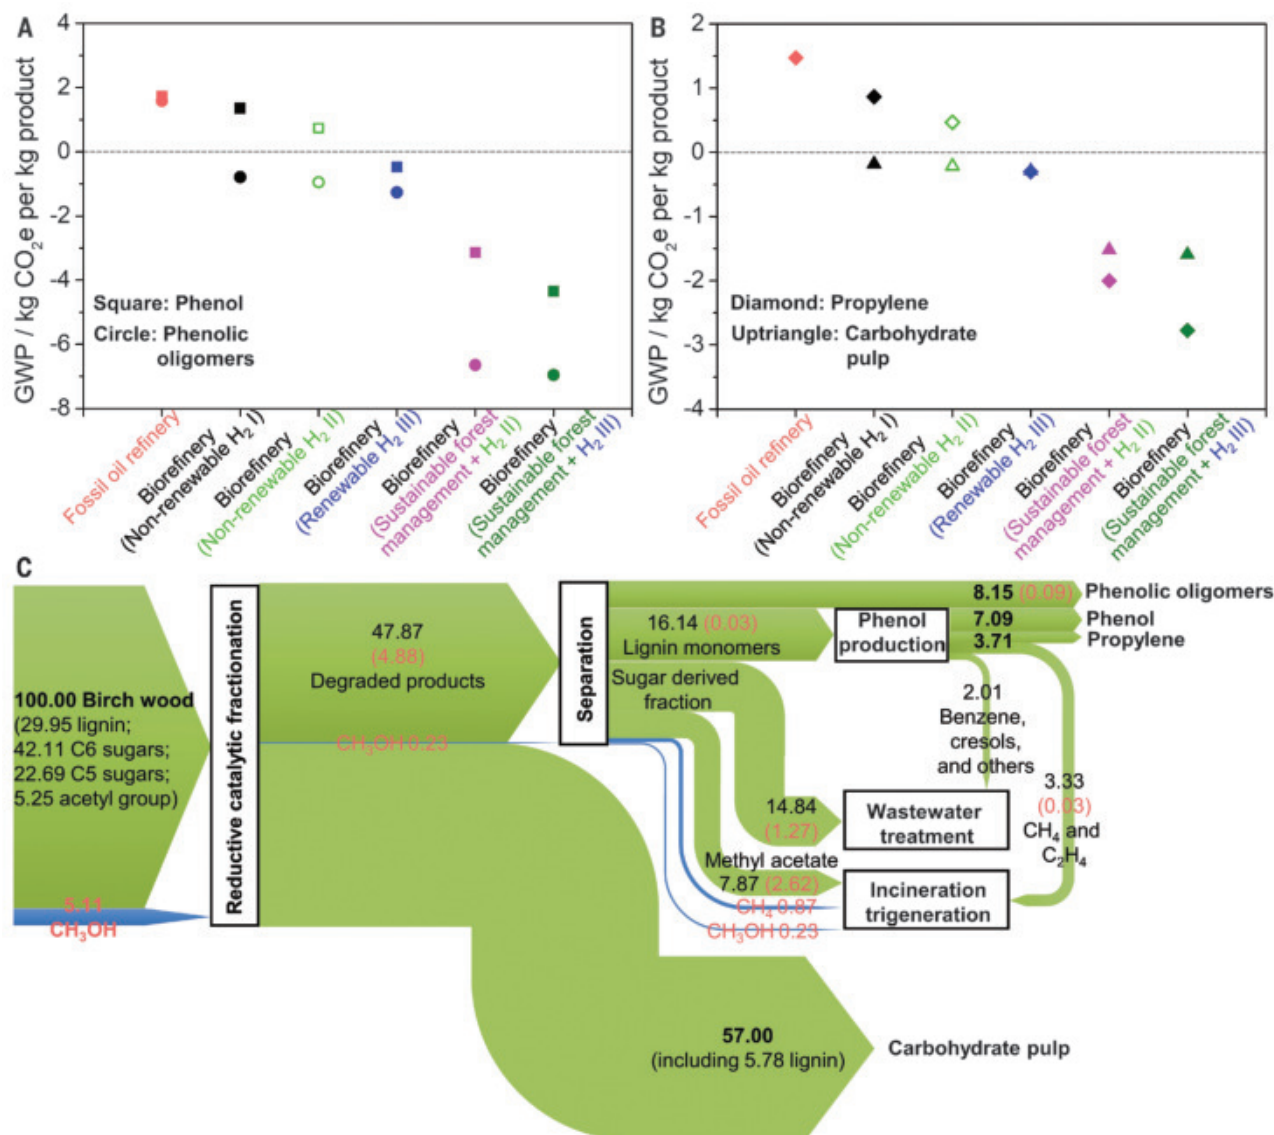 A
4
2
0
-2
-4
-6
-8
GWP / kg CO₂e per kg product
Square: Phenol
Circle: Phenolic
oligomers
Fossil oil refinery
Biorefinery
(Non-renewable H₂ I)
Biorefinery
(Non-renewable H₂ II)
Biorefinery
(Renewable H₂ III)
Biorefinery
(Sustainable forest
management + H₂ II)
Biorefinery
(Sustainable forest
management + H₂ III)
B
2
1
0
-1
-2
-3
-4
GWP / kg CO₂e per kg product
Diamond: Propylene
Uptriangle: Carbohydrate
pulp
Fossil oil refinery
Biorefinery
(Non-renewable H₂ I)
Biorefinery
(Non-renewable H₂ II)
Biorefinery
(Renewable H₂ III)
Biorefinery
(Sustainable forest
management + H₂ II)
Biorefinery
(Sustainable forest
management + H₂ III)
C
100.00 Birch wood
(29.95 lignin;
42.11 C6 sugars;
22.69 C5 sugars;
5.25 acetyl group)
5.11
CH₃OH
Reductive catalytic fractionation
47.87
(4.88)
Degraded products
CH₃OH 0.23
Separation
16.14 (0.03)
Lignin monomers
Sugar derived
fraction
Phenol
production
8.15 (0.09)
Phenolic oligomers
7.09
Phenol
3.71
Propylene
2.01
Benzene,
cresols,
and others
3.33
(0.03)
CH₄ and
C₂H₄
14.84
(1.27)
Wastewater
treatment
Methyl acetate
7.87 (2.62)
CH₄ 0.87
CH₃OH 0.23
Incineration
trigeneration
57.00
(including 5.78 lignin)
Carbohydrate pulp